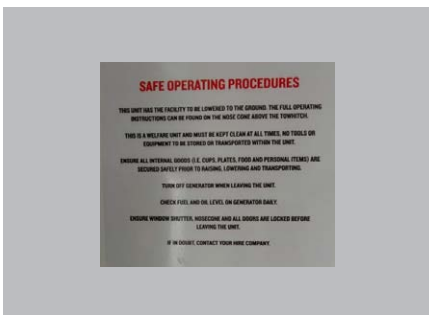 SAFE OPERATING PROCEDURES
THIS UNIT HAS THE FACILITY TO BE LOWERED TO THE GROUND. THE FULL OPERATING
INSTRUCTIONS CAN BE FOUND ON THE NOSE CONE ABOVE THE TOWHITCH.
THIS IS A WELFARE UNIT AND MUST BE KEPT CLEAN AT ALL TIMES, NO TOOLS OR
EQUIPMENT TO BE STORED OR TRANSPORTED WITHIN THE UNIT.
ENSURE ALL INTERNAL GOODS (I.E. CUPS, PLATES, FOOD AND PERSONAL ITEMS) ARE
SECURED SAFELY PRIOR TO RAISING, LOWERING AND TRANSPORTING.
TURN OFF GENERATOR WHEN LEAVING THE UNIT.
CHECK FUEL AND OIL LEVEL ON GENERATOR DAILY.
ENSURE WINDOW SHUTTER, NOSECONE AND ALL DOORS ARE LOCKED BEFORE
LEAVING THE UNIT.
IF IN DOUBT, CONTACT YOUR HIRE COMPANY.